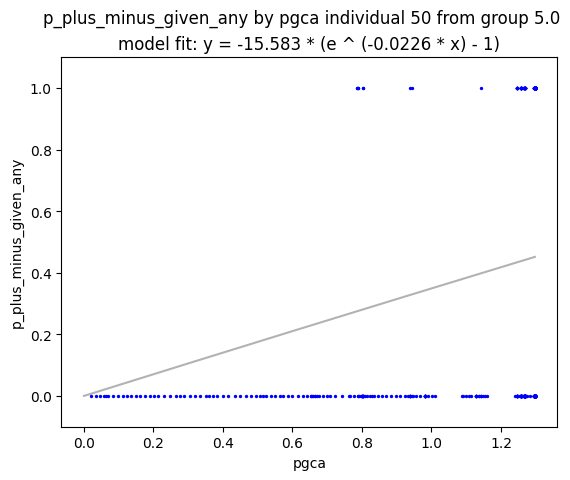 p_plus_minus_given_any by pgca individual 50 from group 5.0
model fit: y = -15.583 * (e ^ (-0.0226 * x) - 1)
1.0
0.8
0.6
0.4
0.2
0.0
p_plus_minus_given_any
0.0 0.2 0.4 0.6 0.8 1.0 1.2
pgca